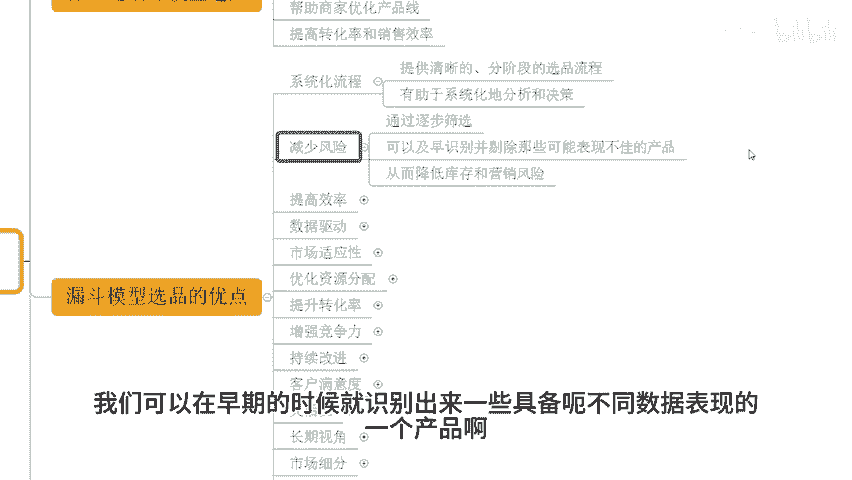 帮助商家优化产品线
提高转化率和销售效率
系统化流程
提供清晰的、分阶段的选品流程
有助于系统化地分析和决策
减少风险
通过逐步筛选
可以及早识别并剔除那些可能表现不佳的产品
从而降低库存和营销风险
提高效率
数据驱动
市场适应性
优化资源分配
漏斗模型选品的优点
提升转化率
增强竞争力
持续改进
客户满意度
长期视角
市场细分
我们可以在早期的时候就识别出来一些具备呃不同数据表现的
一个产品啊